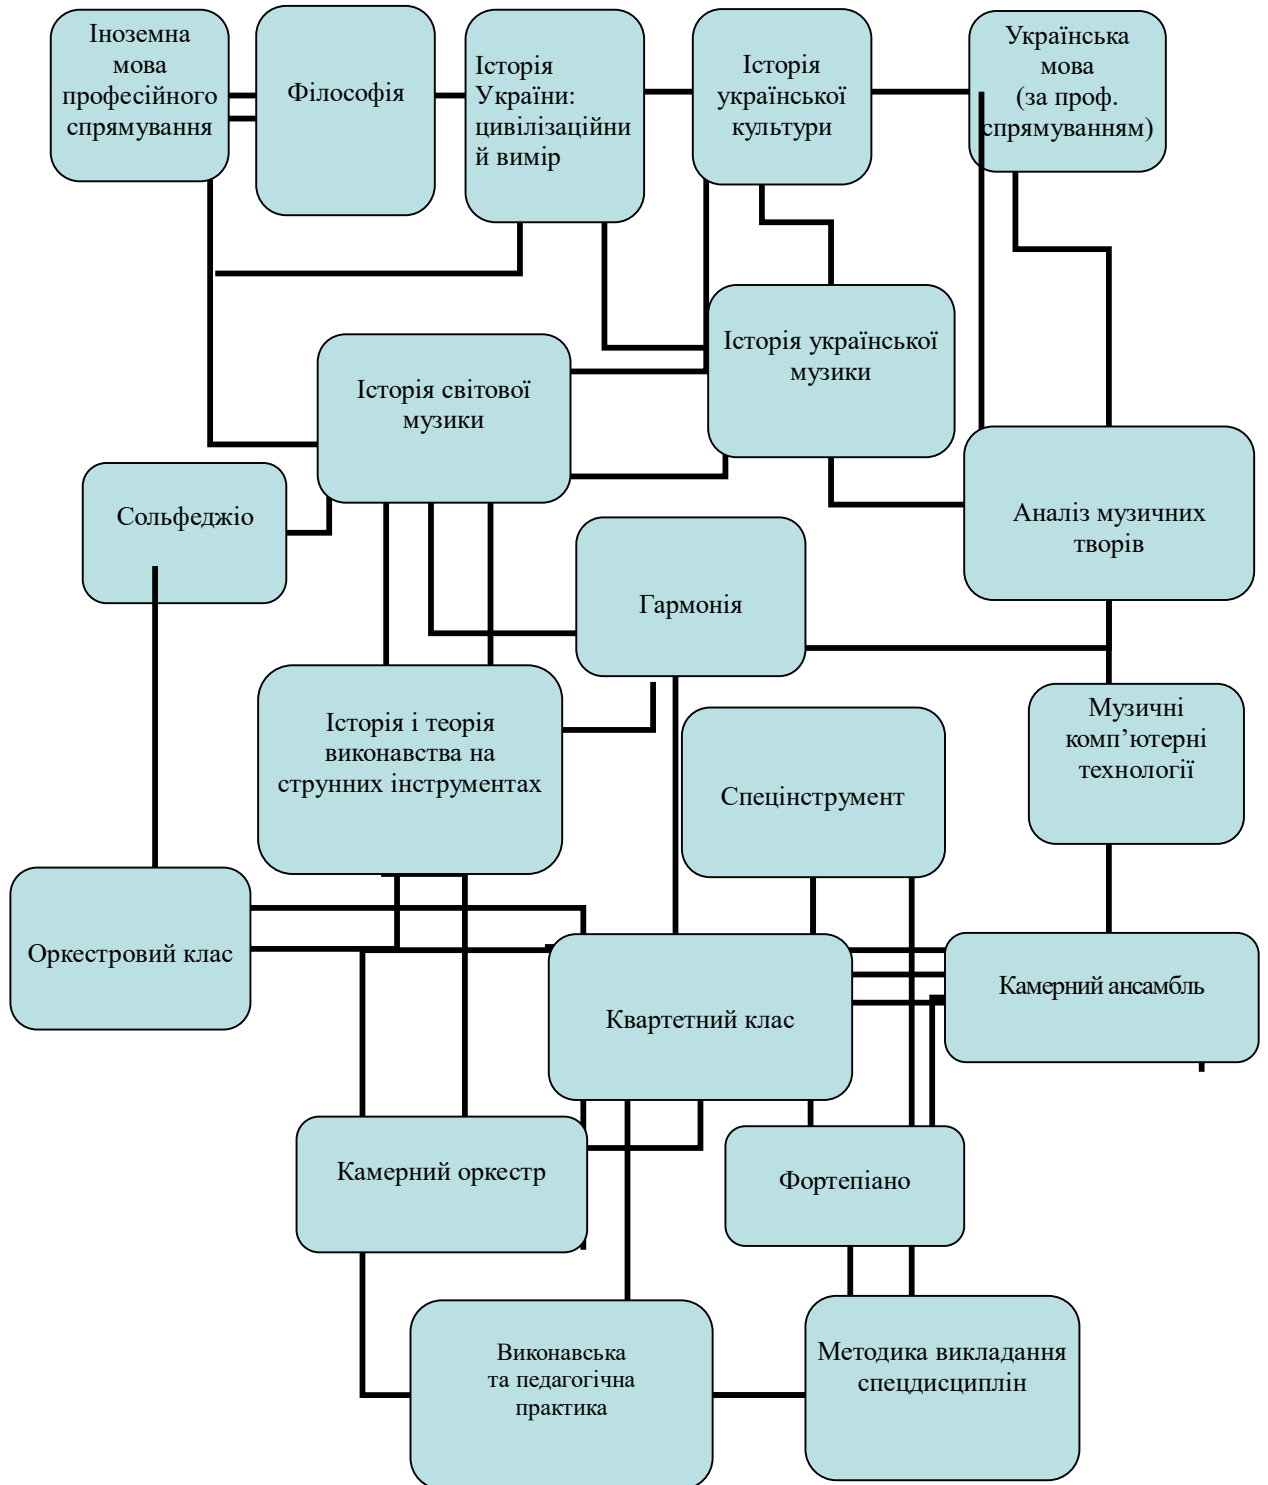 Іноземна
мова
професійного
спрямування
Філософія
Історія
України:
цивілізаційни
й вимір
Історія
української
культури
Українська
мова
(за проф.
спрямуванням)
Історія української
музики
Історія світової
музики
Сольфеджіо
Аналіз музичних
творів
Гармонія
Історія і теорія
виконавства на
струнних інструментах
Музичні
комп’ютерні
технології
Спецінструмент
Оркестровий клас
Камерний ансамбль
Квартетний клас
Камерний оркестр
Фортепіано
Виконавська
та педагогічна
практика
Методика викладання
спецдисциплін